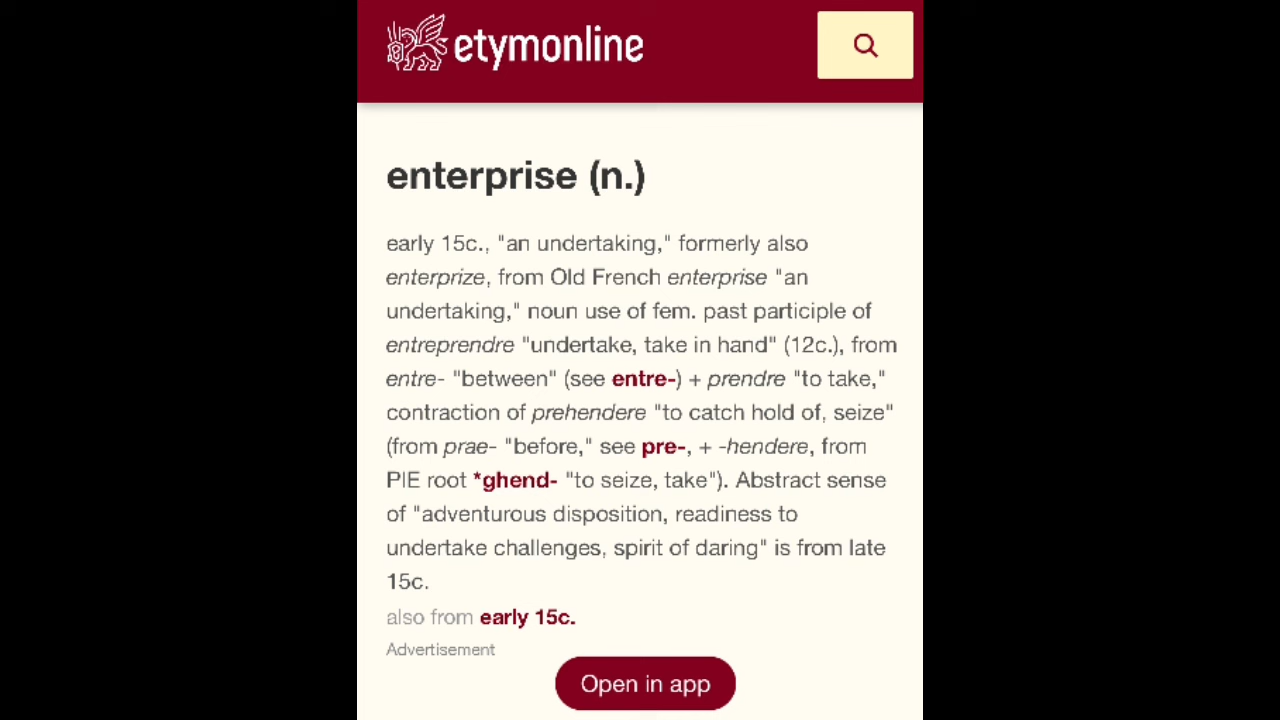 etymonline
enterprise (n.)
early 15c., "an undertaking," formerly also
enterprize, from Old French enterprise "an
undertaking," noun use of fem. past participle of
entreprendre "undertake, take in hand" (12c.), from
entre- "between" (see entre-) + prendre "to take,"
contraction of prehendere "to catch hold of, seize"
(from prae- "before," see pre-, + -hendere, from
PIE root *ghend- "to seize, take"). Abstract sense
of "adventurous disposition, readiness to
undertake challenges, spirit of daring" is from late
15c.
also from early 15c.
Advertisement
Open in app